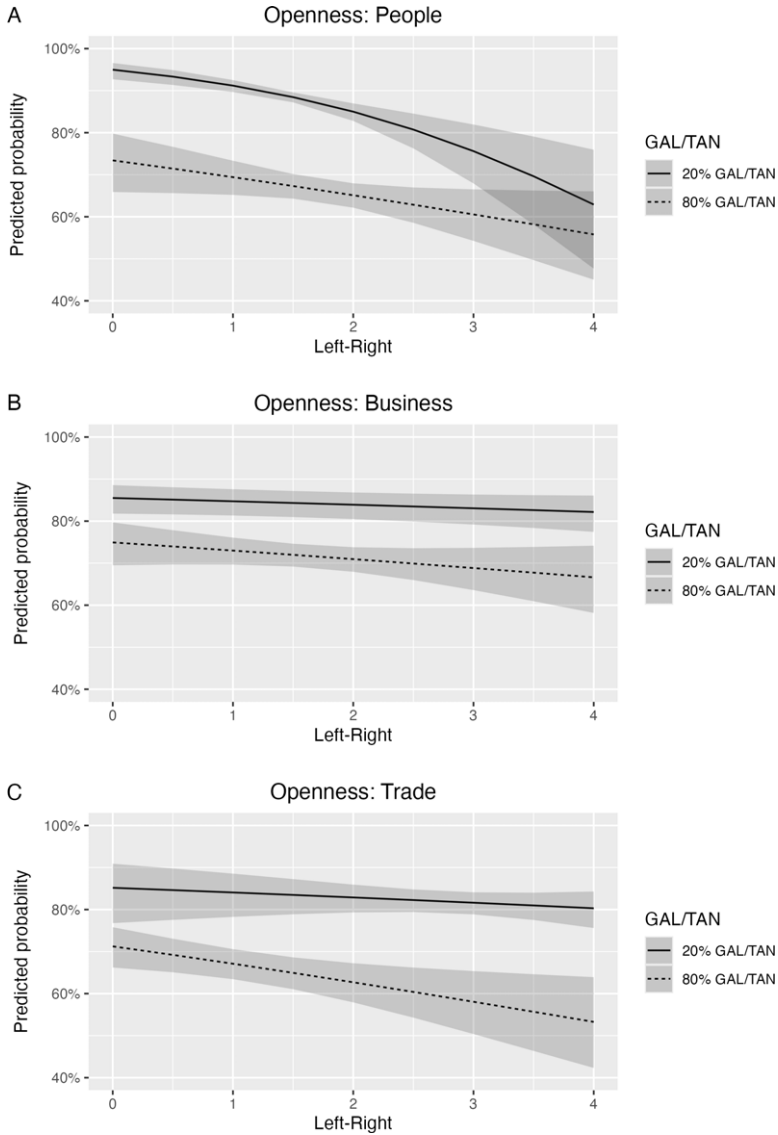 A
Openness: People
100%
80%
60%
40%
Predicted probability
0 1 2 3 4
Left-Right
GAL/TAN
20% GAL/TAN
80% GAL/TAN
B
Openness: Business
100%
80%
60%
40%
Predicted probability
0 1 2 3 4
Left-Right
GAL/TAN
20% GAL/TAN
80% GAL/TAN
C
Openness: Trade
100%
80%
60%
40%
Predicted probability
0 1 2 3 4
Left-Right
GAL/TAN
20% GAL/TAN
80% GAL/TAN